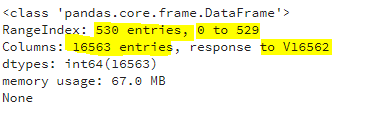 <class 'pandas.core.frame.DataFrame'>
RangeIndex: 530 entries, 0 to 529
Columns: 16563 entries, response to V16562
dtypes: int64(16563)
memory usage: 67.0 MB
None